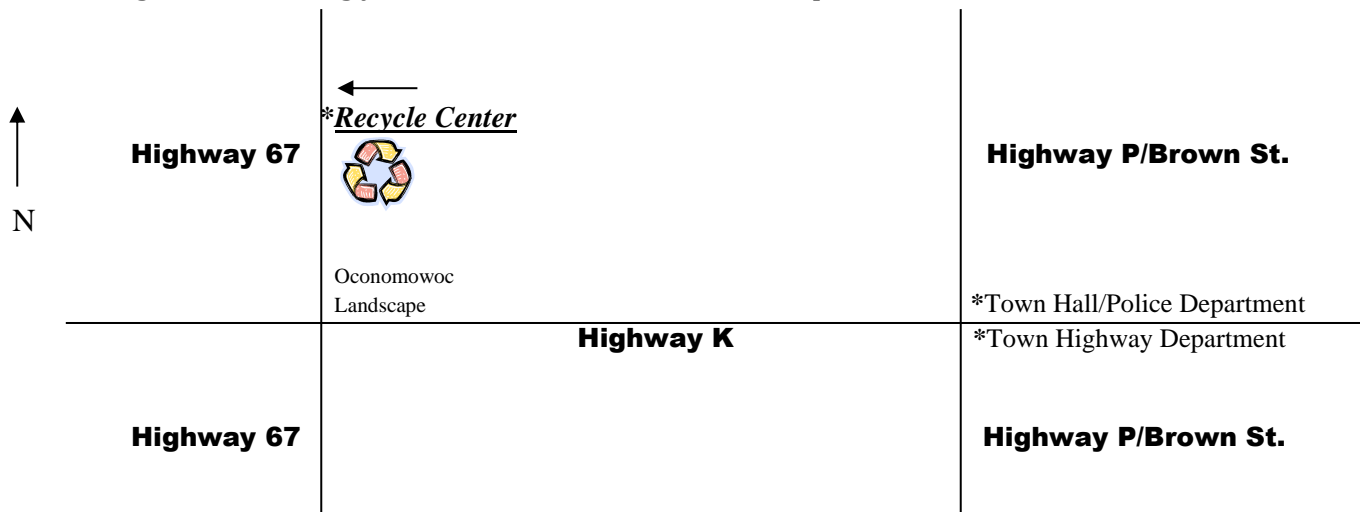 *Recycle Center
Highway 67
Highway P/Brown St.
N
Oconomowoc
Landscape
*Town Hall/Police Department
Highway K
*Town Highway Department
Highway 67
Highway P/Brown St.